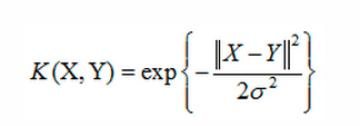 K(X,Y) = exp{-‖X-Y‖²/2σ²}